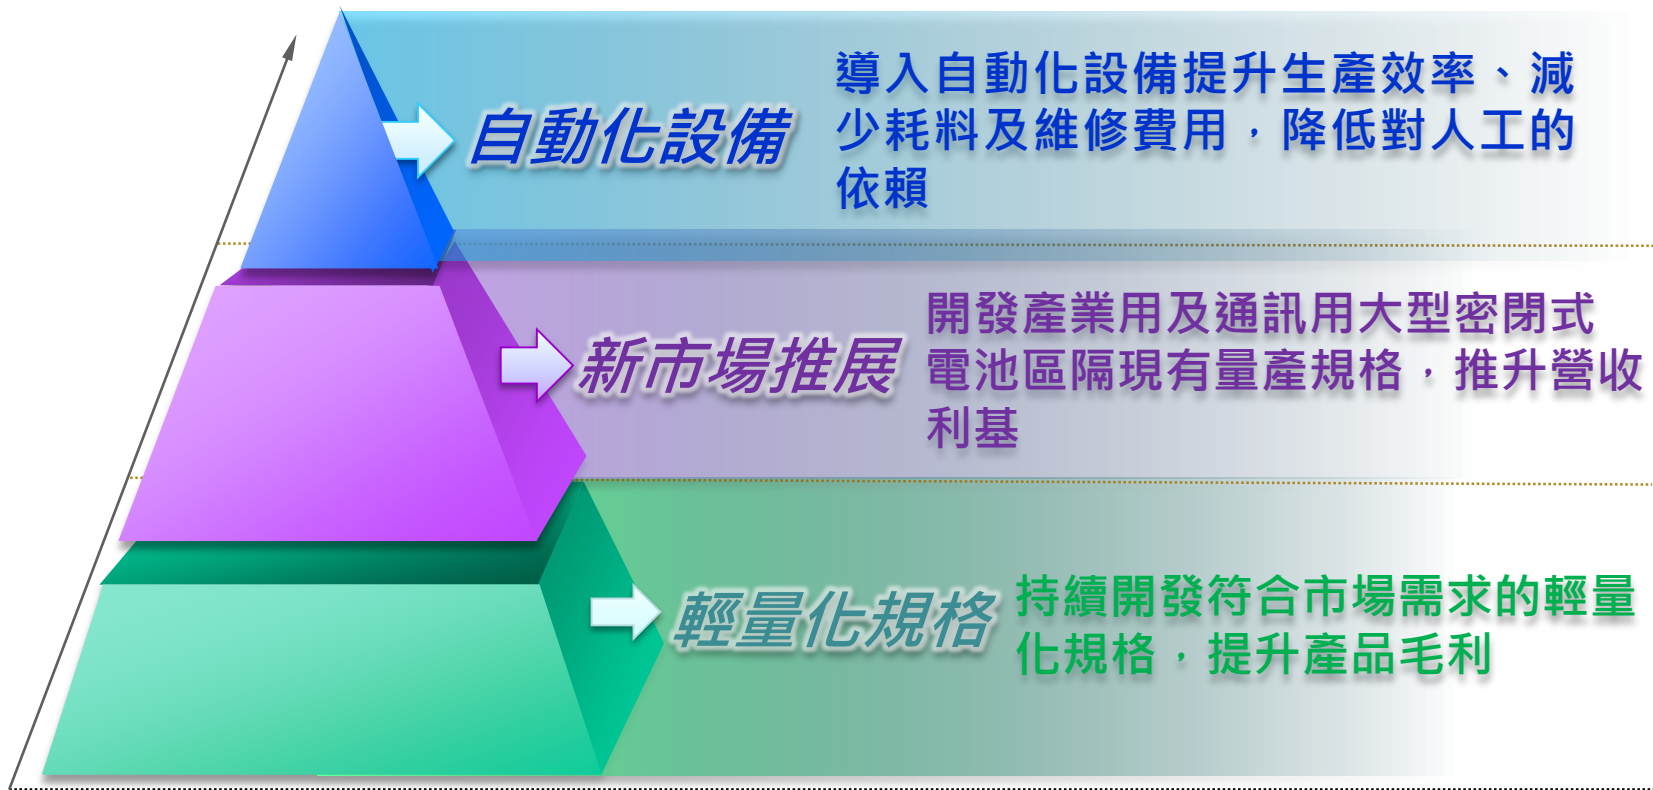 自動化設備
導入自動化設備提升生產效率、減
少耗料及維修費用，降低對人工的
依賴
新市場推展
開發產業用及通訊用大型密閉式
電池區隔現有量產規格，推升營收
利基
輕量化規格
持續開發符合市場需求的輕量
化規格，提升產品毛利